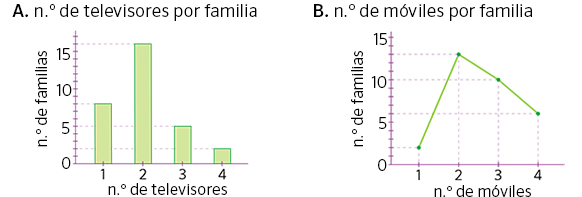 A. n.° de televisores por familia
n.° de familias
15
10
5
0
1 2 3 4
n.° de televisores
B. n.° de móviles por familia
n.° de familias
15
10
5
0
1 2 3 4
n.° de móviles